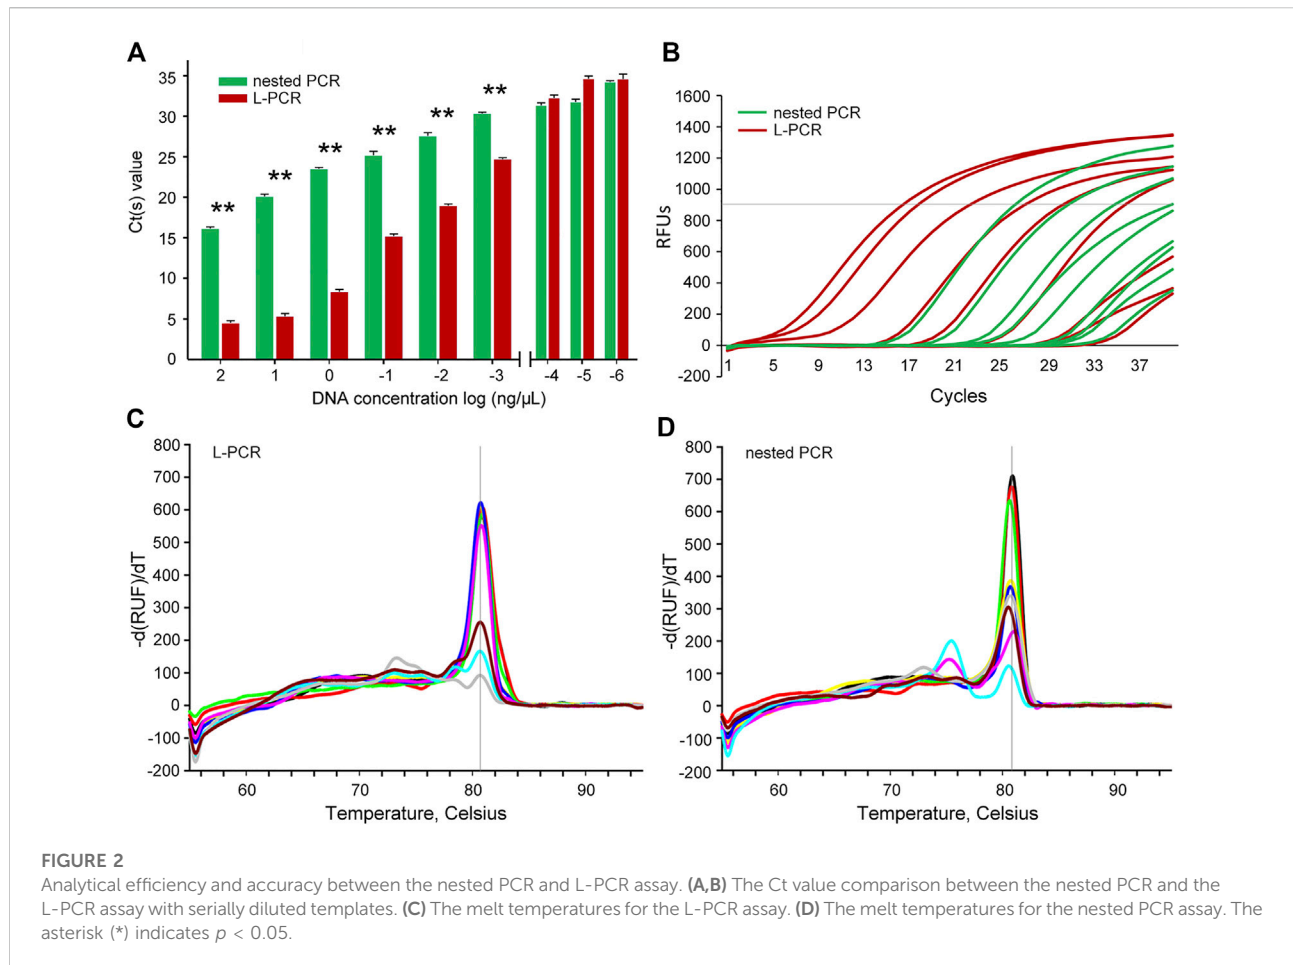 A
35
30
25
20
15
10
5
0
Ct(s) value
nested PCR
L-PCR
**
**
**
**
**
**
2 1 0 -1 -2 -3 -4 -5 -6
DNA concentration log (ng/µL)
B
1600
1400
1200
1000
800
600
400
200
0
-200
RFUs
nested PCR
L-PCR
1 5 9 13 17 21 25 29 33 37
Cycles
C
800
700
600
500
400
300
200
100
0
-100
-200
-d(RUF)/dT
L-PCR
60 70 80 90
Temperature, Celsius
D
800
700
600
500
400
300
200
100
0
-100
-200
-d(RUF)/dT
nested PCR
60 70 80 90
Temperature, Celsius
FIGURE 2
Analytical efficiency and accuracy between the nested PCR and L-PCR assay. (A,B) The Ct value comparison between the nested PCR and the
L-PCR assay with serially diluted templates. (C) The melt temperatures for the L-PCR assay. (D) The melt temperatures for the nested PCR assay. The
asterisk (*) indicates p < 0.05.